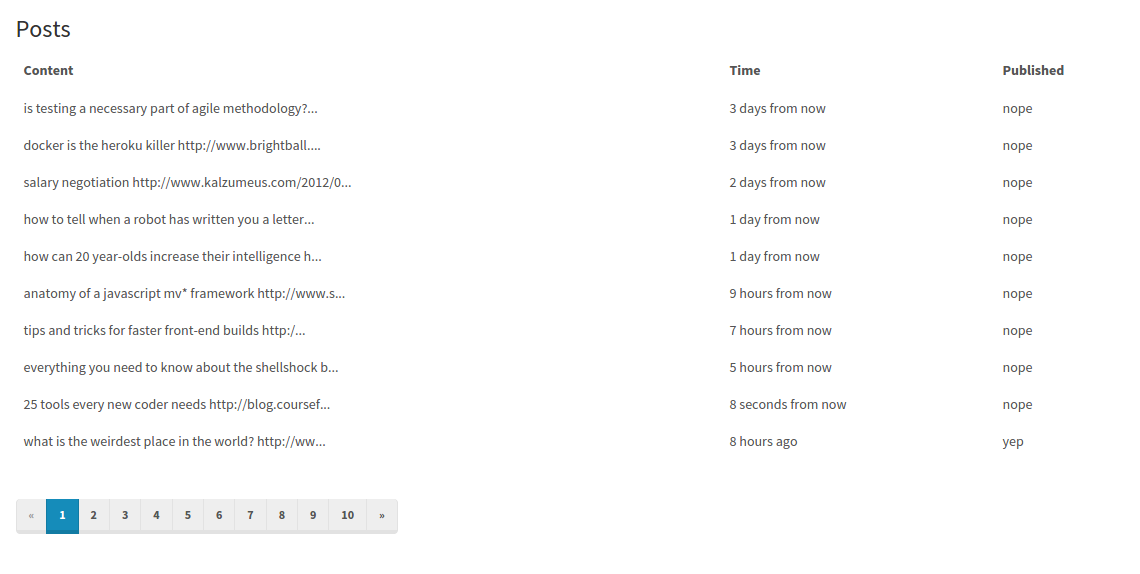 Posts
Content Time Published
is testing a necessary part of agile methodology?... 3 days from now nope
docker is the heroku killer http://www.brightball.... 3 days from now nope
salary negotiation http://www.kalzumeus.com/2012/0... 2 days from now nope
how to tell when a robot has written you a letter... 1 day from now nope
how can 20 year-olds increase their intelligence h... 1 day from now nope
anatomy of a javascript mv* framework http://www.s... 9 hours from now nope
tips and tricks for faster front-end builds http:/... 7 hours from now nope
everything you need to know about the shellshock b... 5 hours from now nope
25 tools every new coder needs http://blog.coursef... 8 seconds from now nope
what is the weirdest place in the world? http://ww... 8 hours ago yep
« 1 2 3 4 5 6 7 8 9 10 »